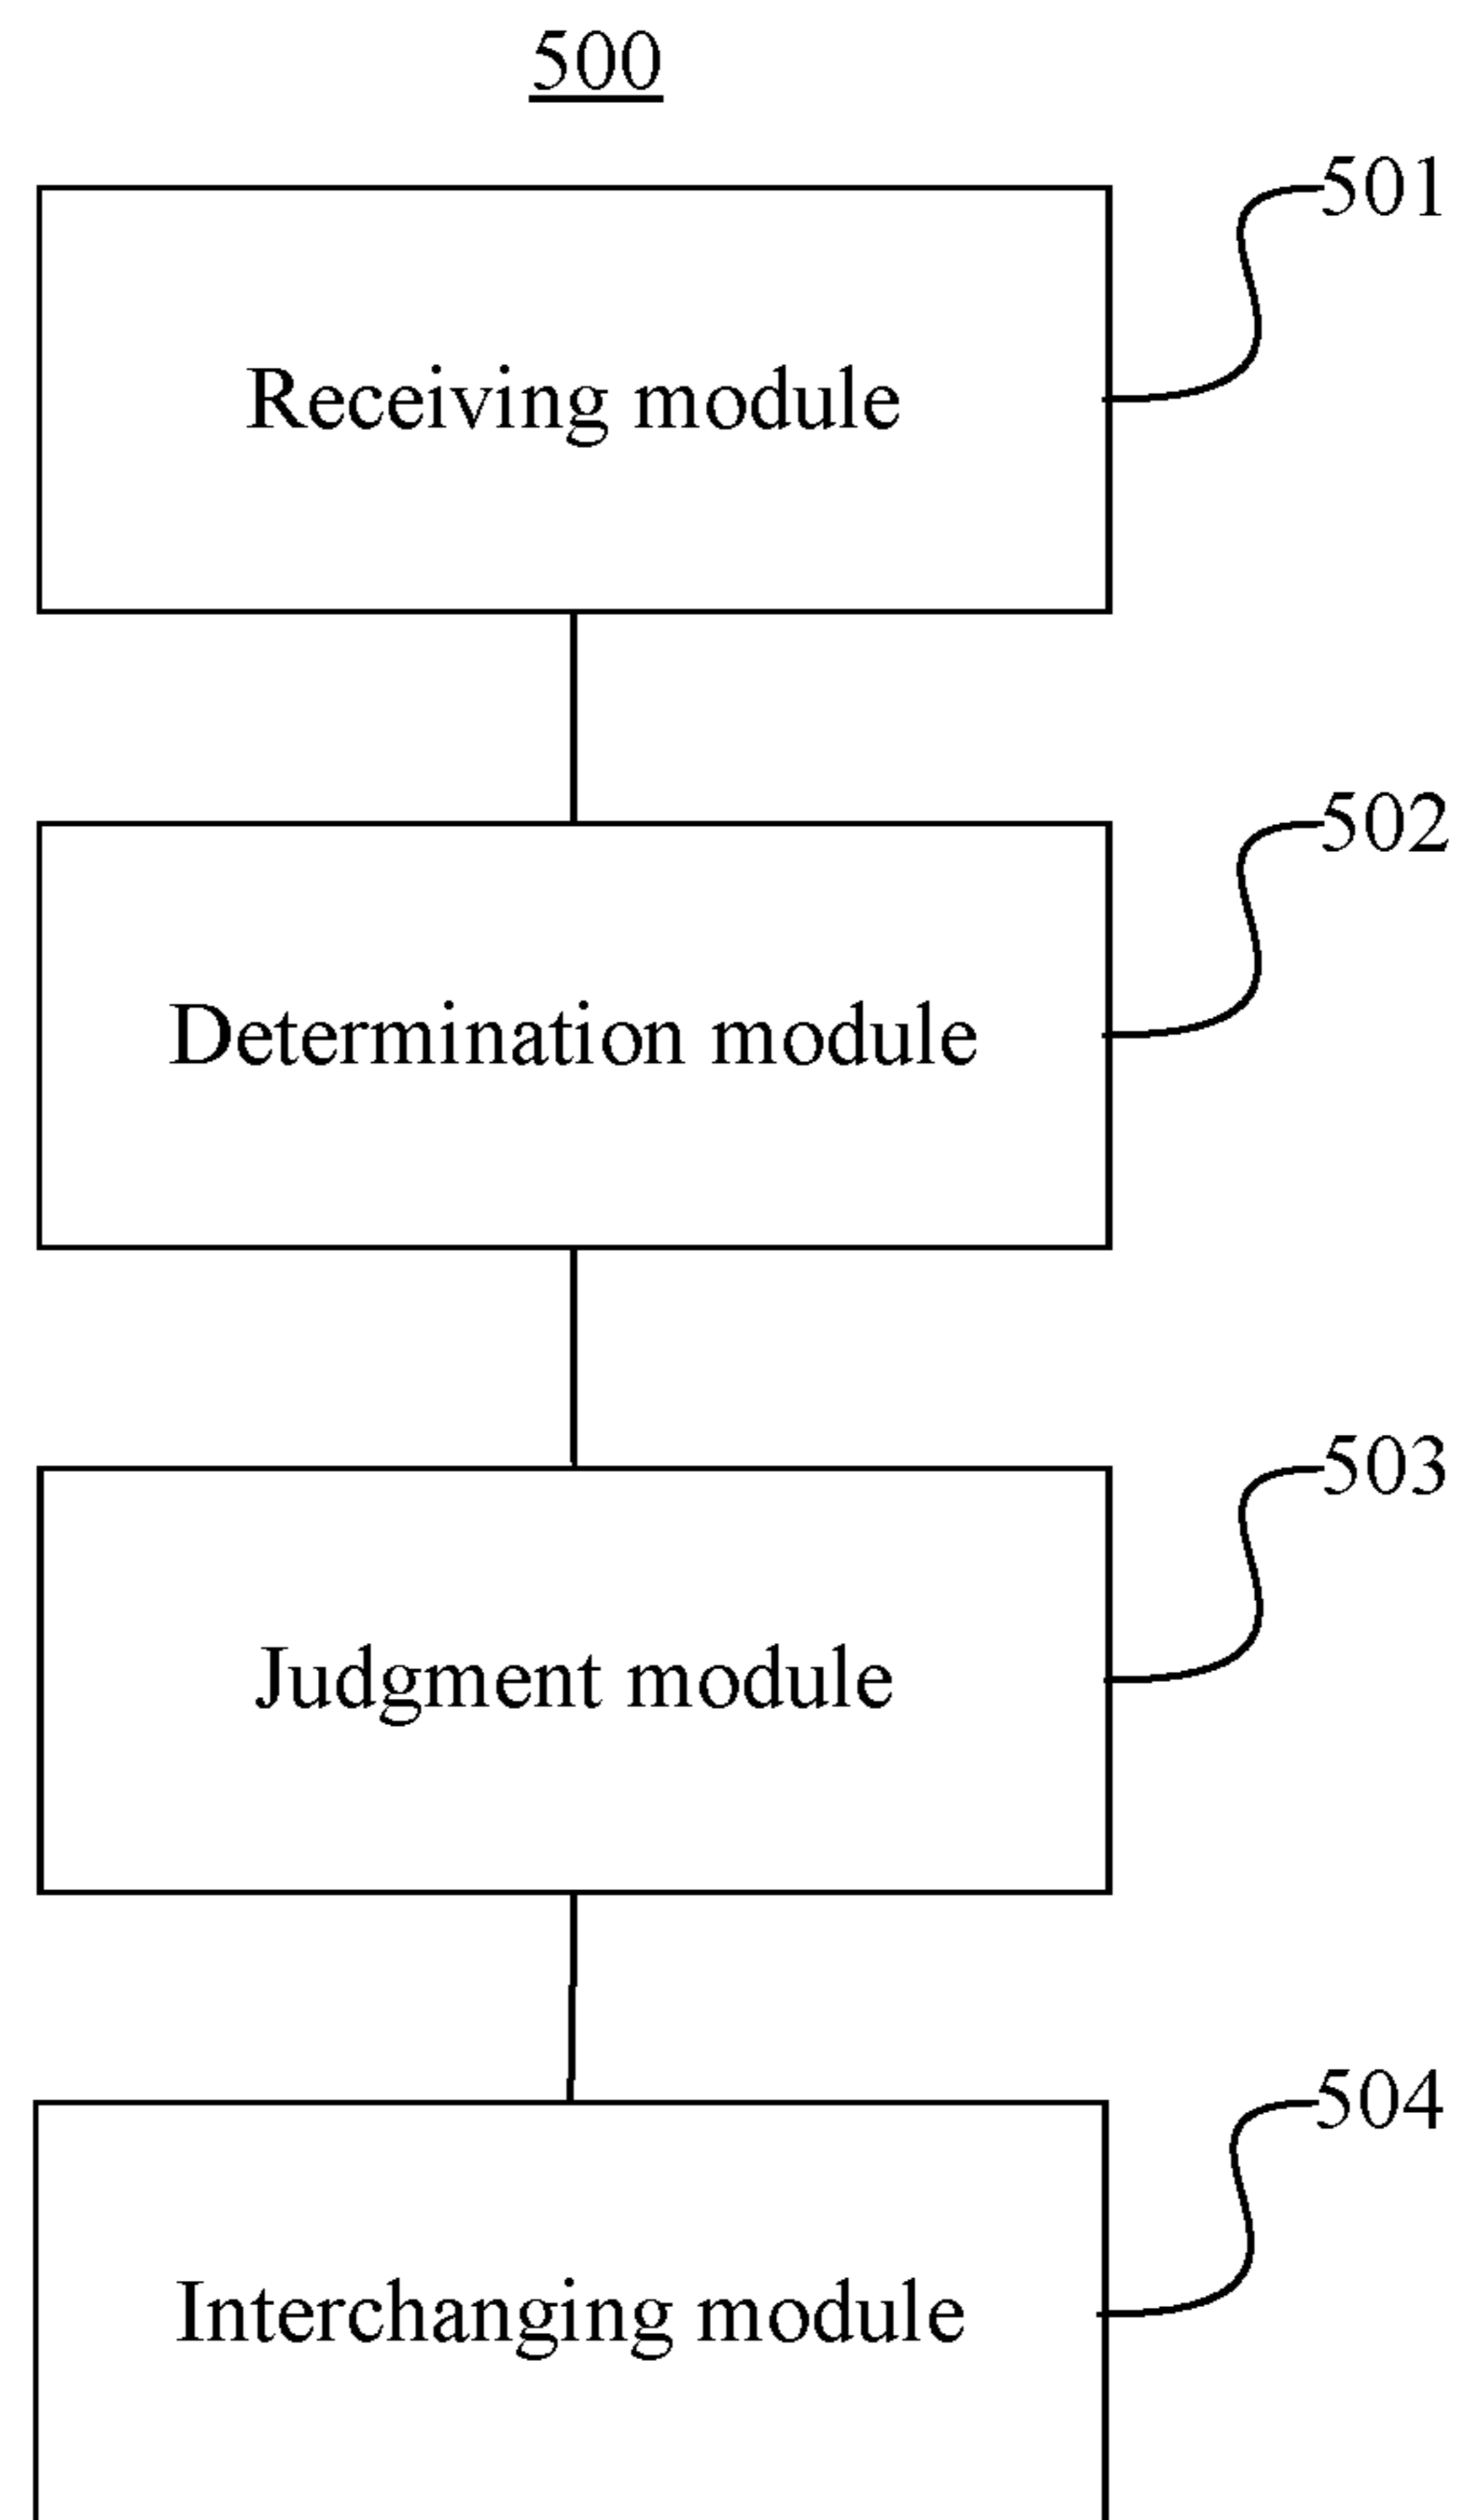 500
501
Receiving module
502
Determination module
503
Judgment module
504
Interchanging module